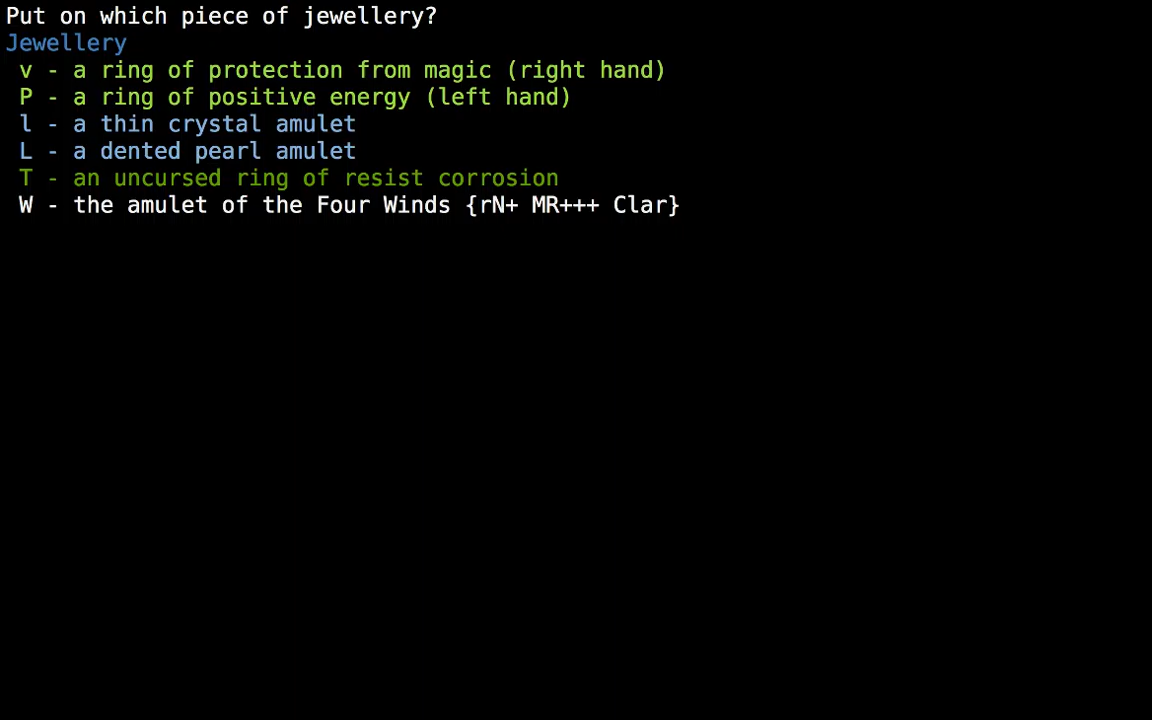 Put on which piece of jewellery?
Jewellery
v - a ring of protection from magic (right hand)
P - a ring of positive energy (left hand)
l - a thin crystal amulet
L - a dented pearl amulet
T - an uncursed ring of resist corrosion
W - the amulet of the Four Winds {rN+ MR+++ Clar}